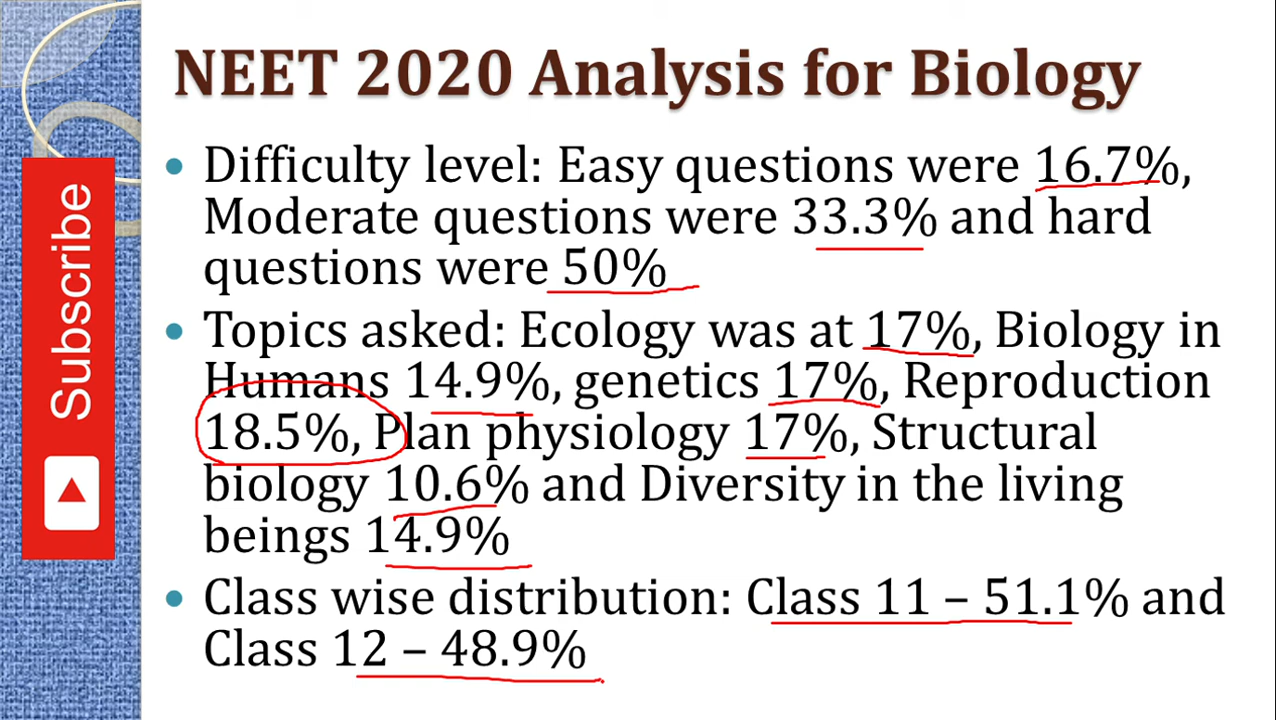 NEET 2020 Analysis for Biology
Subscribe
• Difficulty level: Easy questions were 16.7%,
Moderate questions were 33.3% and hard
questions were 50%
• Topics asked: Ecology was at 17%, Biology in
Humans 14.9%, genetics 17%, Reproduction
18.5%, Plan physiology 17%, Structural
biology 10.6% and Diversity in the living
beings 14.9%
• Class wise distribution: Class 11 – 51.1% and
Class 12 – 48.9%